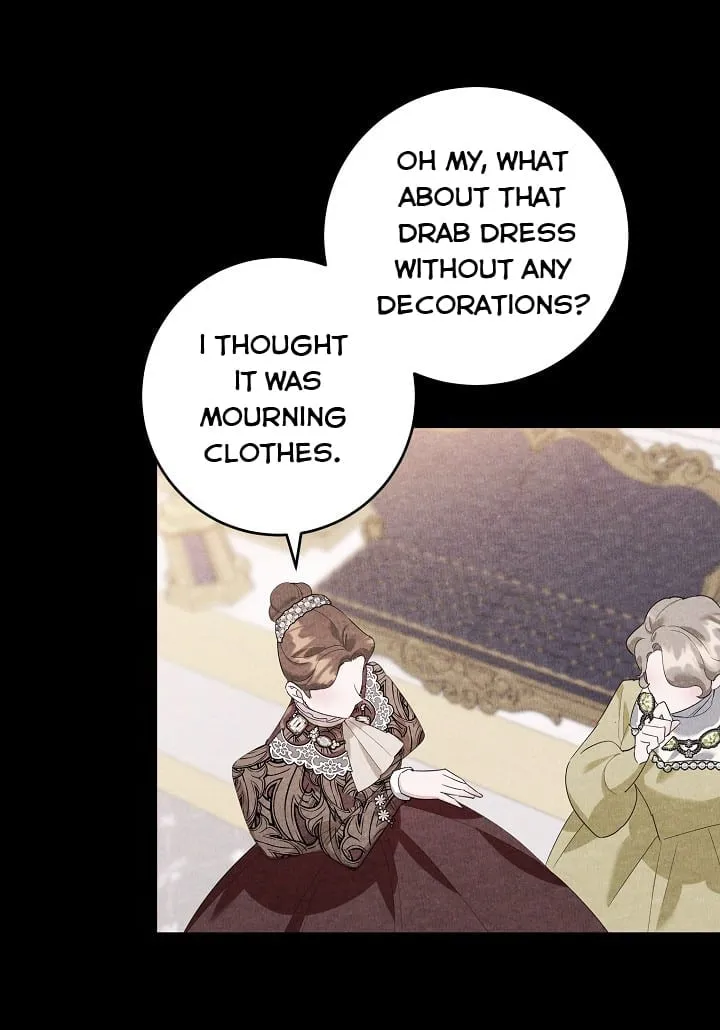 OH MY, WHAT
ABOUT THAT
DRAB DRESS
WITHOUT ANY
DECORATIONS?
I THOUGHT
IT WAS
MOURNING
CLOTHES.